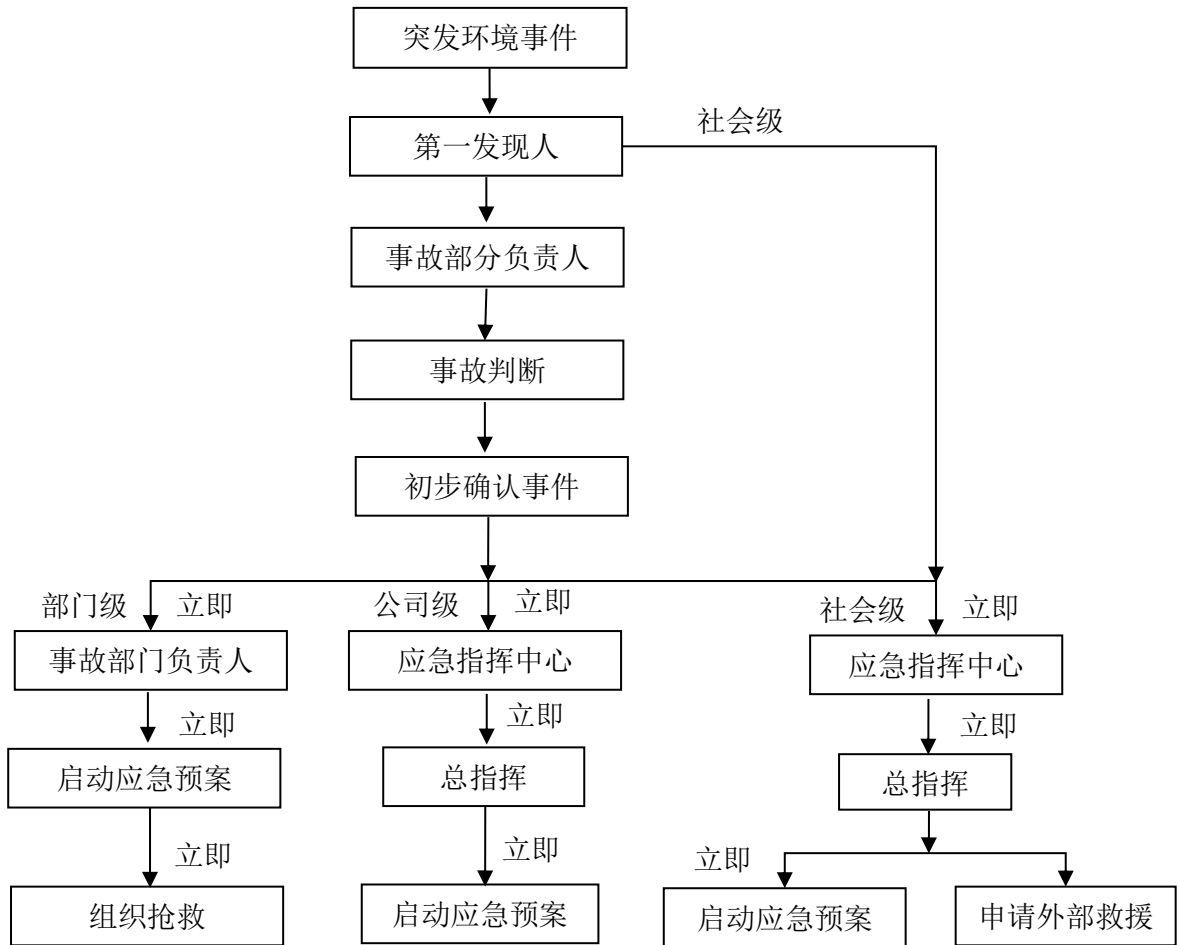 突发环境事件
社会级
第一发现人
事故部分负责人
事故判断
初步确认事件
部门级 立即
公司级 立即
社会级 立即
事故部门负责人
应急指挥中心
应急指挥中心
立即
立即
立即
启动应急预案
总指挥
总指挥
立即
立即
立即
组织抢救
启动应急预案
启动应急预案
申请外部救援